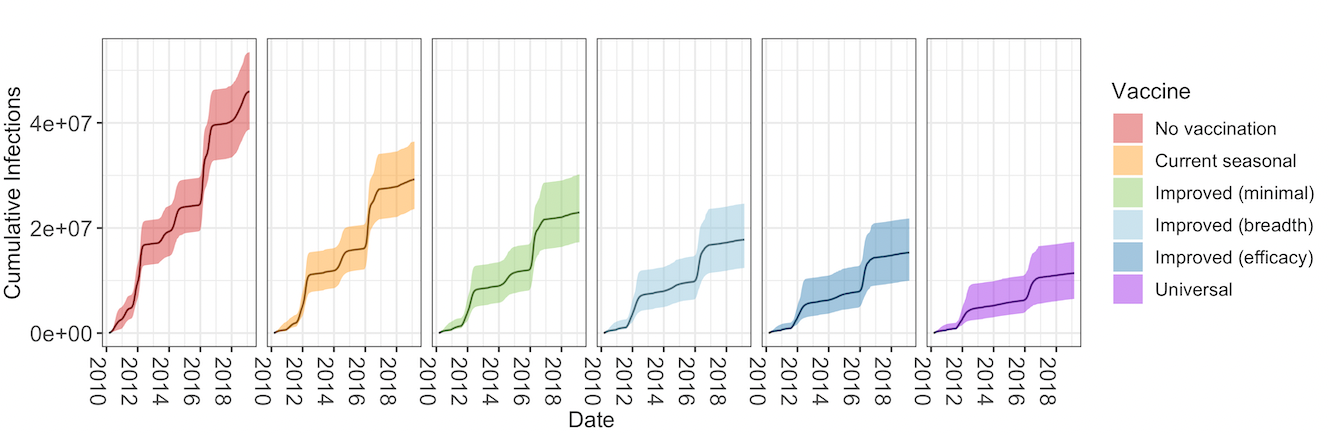 Cumulative Infections
4e+07
2e+07
0e+00
2010 2012 2014 2016 2018 2010 2012 2014 2016 2018 2010 2012 2014 2016 2018 2010 2012 2014 2016 2018 2010 2012 2014 2016 2018 2010 2012 2014 2016 2018
Date
Vaccine
No vaccination
Current seasonal
Improved (minimal)
Improved (breadth)
Improved (efficacy)
Universal